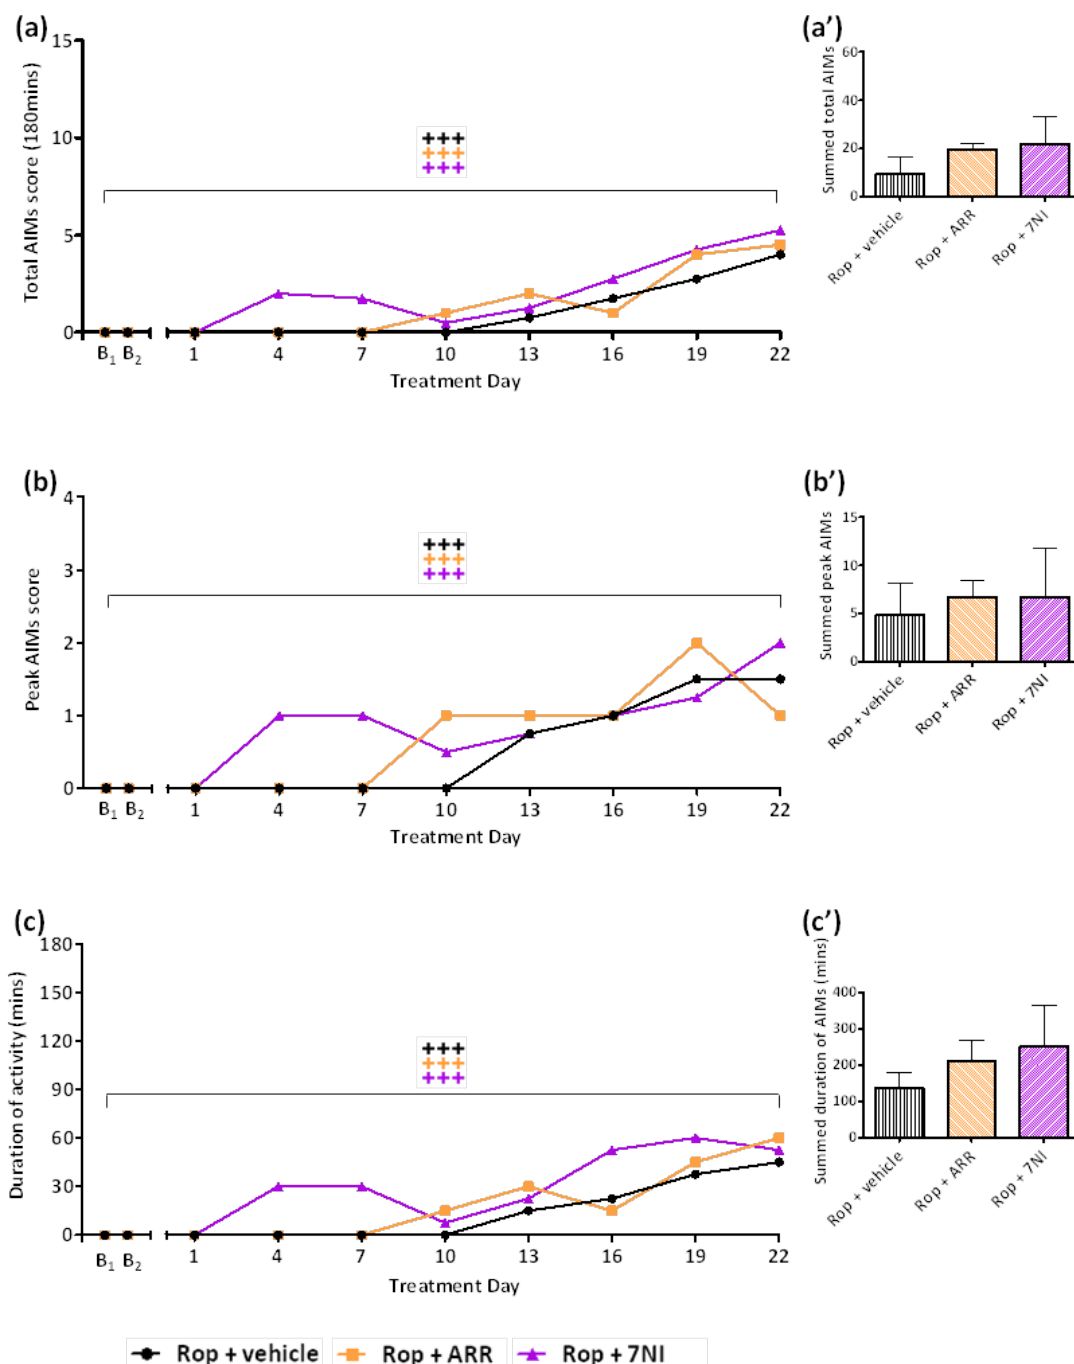 (a)
Total AIMs score (180mins)
15
10
5
0
B1 B2 1 4 7 10 13 16 19 22
Treatment Day
+++
+++
+++
(a')
Summed total AIMs
60
40
20
0
Rop + vehicle
Rop + ARR
Rop + 7NI
(b)
Peak AIMs score
4
3
2
1
0
B1 B2 1 4 7 10 13 16 19 22
Treatment Day
+++
+++
+++
(b')
Summed peak AIMs
15
10
5
0
Rop + vehicle
Rop + ARR
Rop + 7NI
(c)
Duration of activity (mins)
180
150
120
90
60
30
0
B1 B2 1 4 7 10 13 16 19 22
Treatment Day
+++
+++
+++
(c')
Summed duration of AIMs (mins)
400
300
200
100
0
Rop + vehicle
Rop + ARR
Rop + 7NI
Rop + vehicle Rop + ARR Rop + 7NI